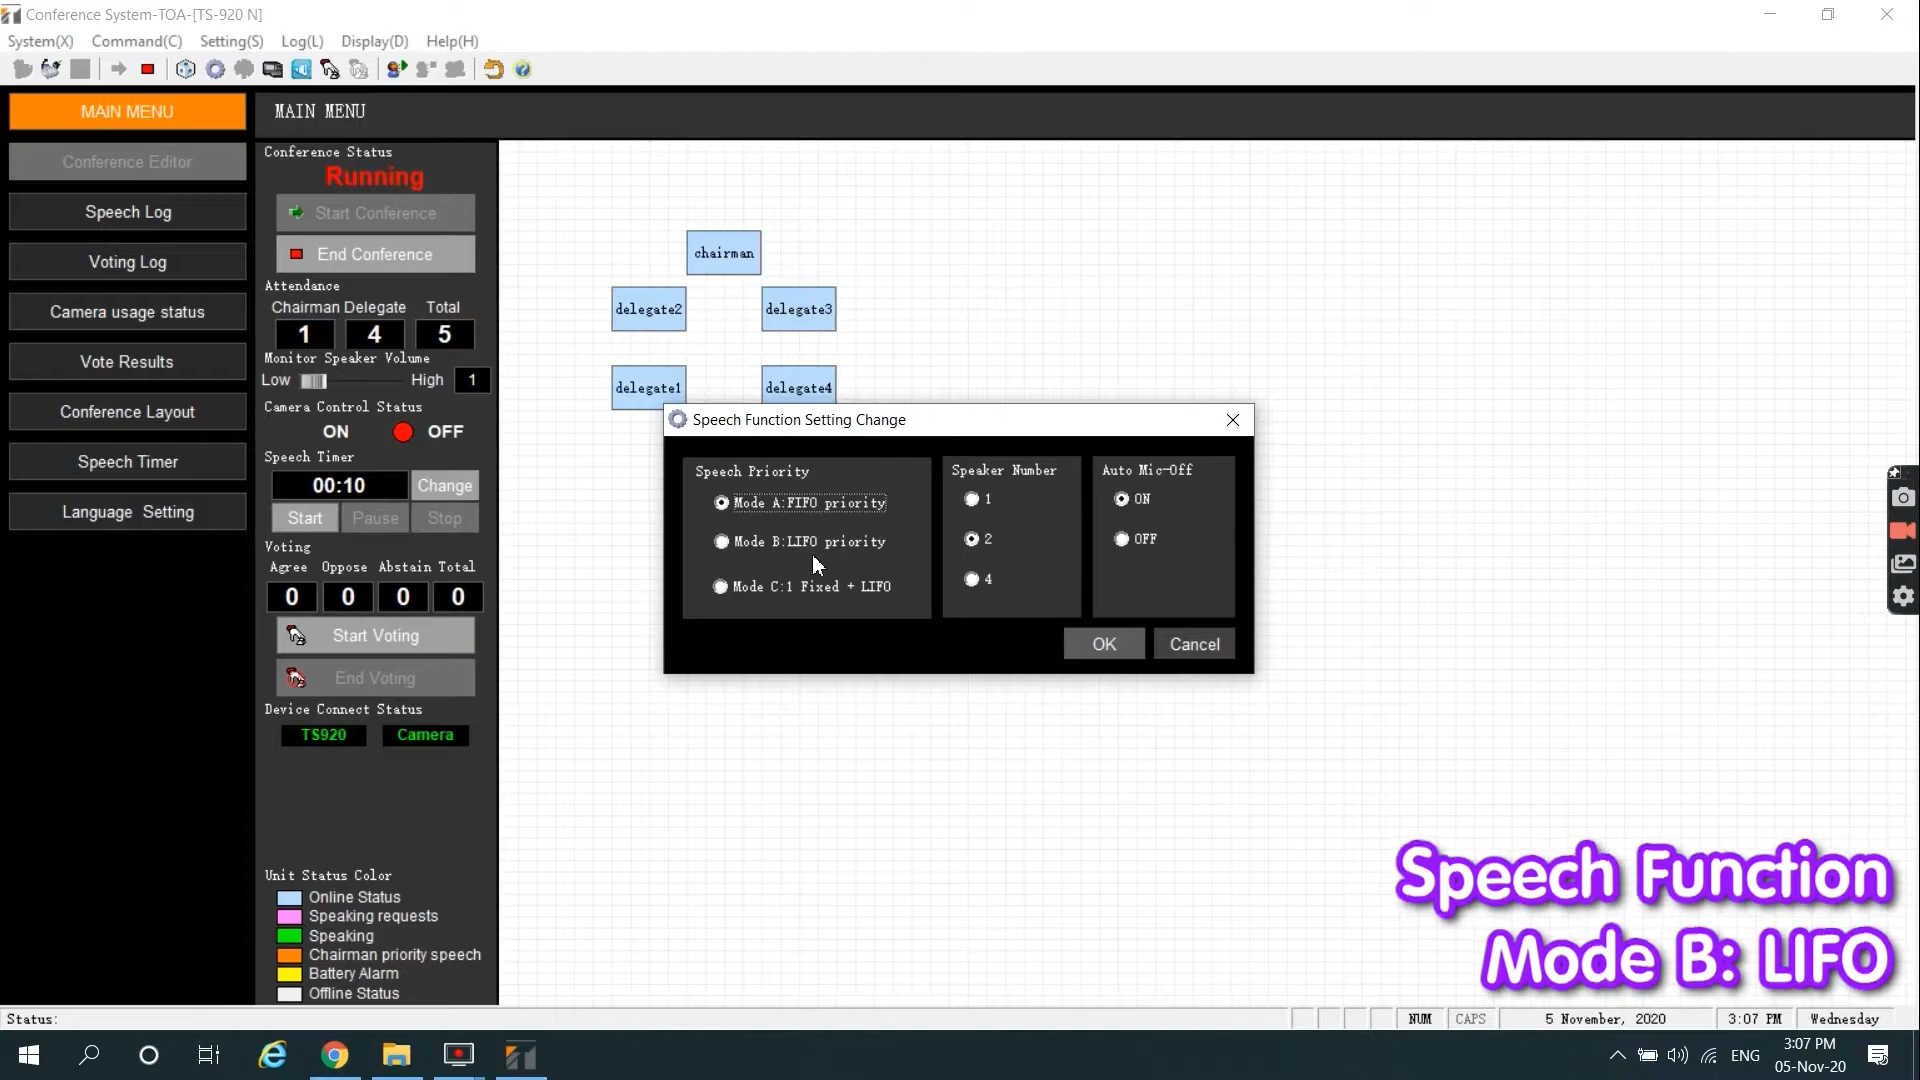 Conference System-TOA-[TS-920 N]
System(X) Command(C) Setting(S) Log(L) Display(D) Help(H)
MAIN MENU
MAIN MENU
Conference Editor
Speech Log
Voting Log
Camera usage status
Vote Results
Conference Layout
Speech Timer
Language Setting
Conference Status
Running
Start Conference
End Conference
Attendance
Chairman Delegate Total
1 4 5
Monitor Speaker Volume
Low High 1
Camera Control Status
ON OFF
Speech Timer
00:10 Change
Start Pause Stop
Voting
Agree Oppose Abstain Total
0 0 0 0
Start Voting
End Voting
Device Connect Status
TS920 Camera
Unit Status Color
Online Status
Speaking requests
Speaking
Chairman priority speech
Battery Alarm
Offline Status
chairman
delegate2 delegate3
delegate1 delegate4
Speech Function Setting Change
Speech Priority
Mode A:FIFO priority
Mode B:LIFO priority
Mode C:1 Fixed + LIFO
Speaker Number
1
2
4
Auto Mic-Off
ON
OFF
OK Cancel
Speech Function
Mode B: LIFO
Status: NUM CAPS 5 November, 2020 3:07 PM Wednesday
ENG
3:07 PM
05-Nov-20